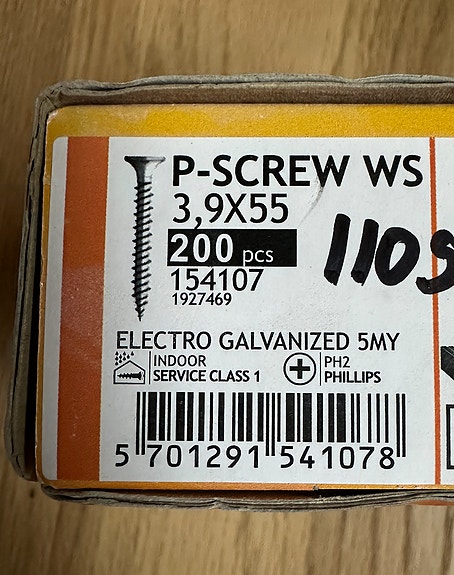 P-SCREW WS
3,9X55
200 pcs
154107
1927469
ELECTRO GALVANIZED 5MY
INDOOR
SERVICE CLASS 1
PH2
PHILLIPS
5 701291 541078